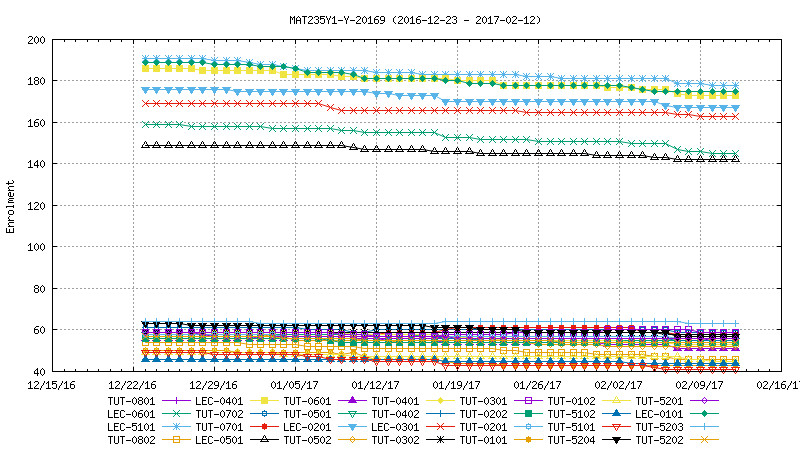 MAT235Y1-Y-20169 (2016-12-23 - 2017-02-12)
200
180
160
140
120
100
80
60
40
Enrolment
12/15/16 12/22/16 12/29/16 01/05/17 01/12/17 01/19/17 01/26/17 02/02/17 02/09/17 02/16/17
TUT-0801 LEC-0401 TUT-0601 TUT-0401 TUT-0301 TUT-0102 TUT-5201
LEC-0601 TUT-0702 TUT-0501 TUT-0402 TUT-0202 TUT-5102 LEC-0101
LEC-5101 TUT-0701 LEC-0201 LEC-0301 TUT-0201 TUT-5101 TUT-5203
TUT-0802 LEC-0501 TUT-0502 TUT-0302 TUT-0101 TUT-5204 TUT-5202